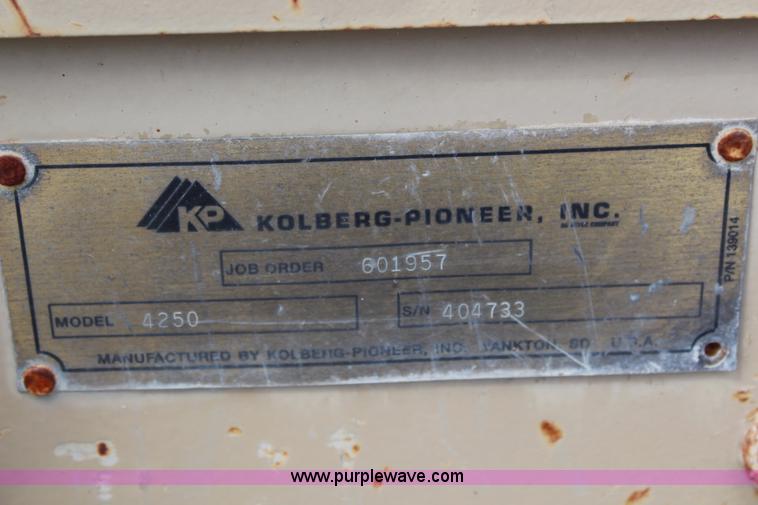 KP KOLBERG-PIONEER, INC.
JOB ORDER 601957
MODEL 4250
S/N 404733
MANUFACTURED BY KOLBERG-PIONEER, INC. YANKTON, SD U.S.A.
P/N 139014
www.purplewave.com